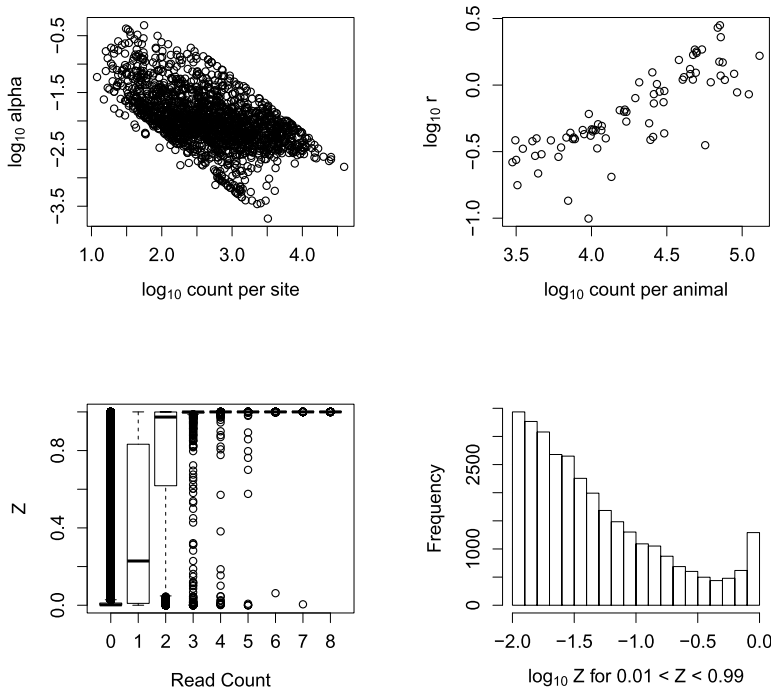 log10 alpha
−0.5
−1.5
−2.5
−3.5
1.0 2.0 3.0 4.0
log10 count per site
log10 r
0.5
0.0
−0.5
−1.0
3.5 4.0 4.5 5.0
log10 count per animal
Z
0.8
0.4
0.0
0 1 2 3 4 5 6 7 8
Read Count
Frequency
2500
1000
0
−2.0 −1.5 −1.0 −0.5 0.0
log10 Z for 0.01 < Z < 0.99